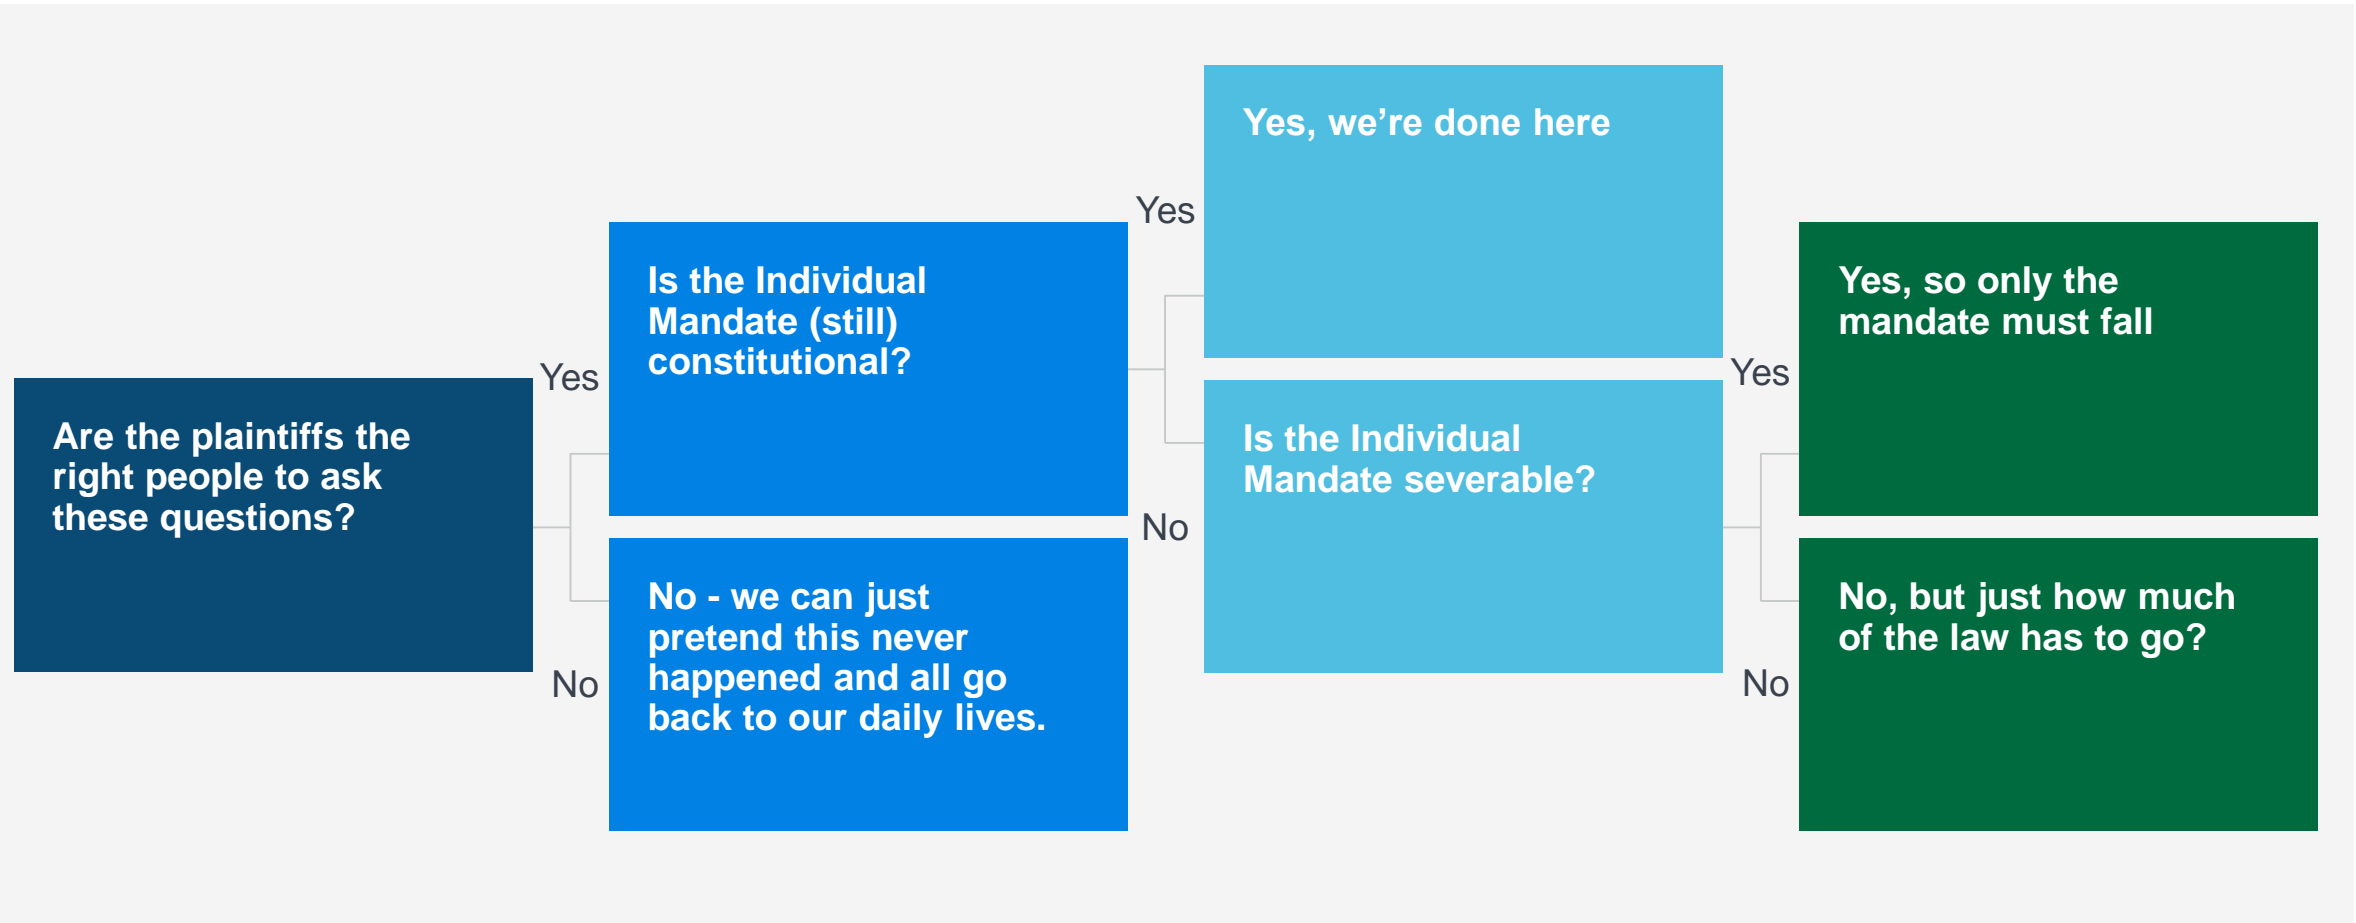 Are the plaintiffs the
right people to ask
these questions?
Yes
No
Is the Individual
Mandate (still)
constitutional?
No - we can just
pretend this never
happened and all go
back to our daily lives.
Yes
No
Yes, we’re done here
Is the Individual
Mandate severable?
Yes
No
Yes, so only the
mandate must fall
No, but just how much
of the law has to go?